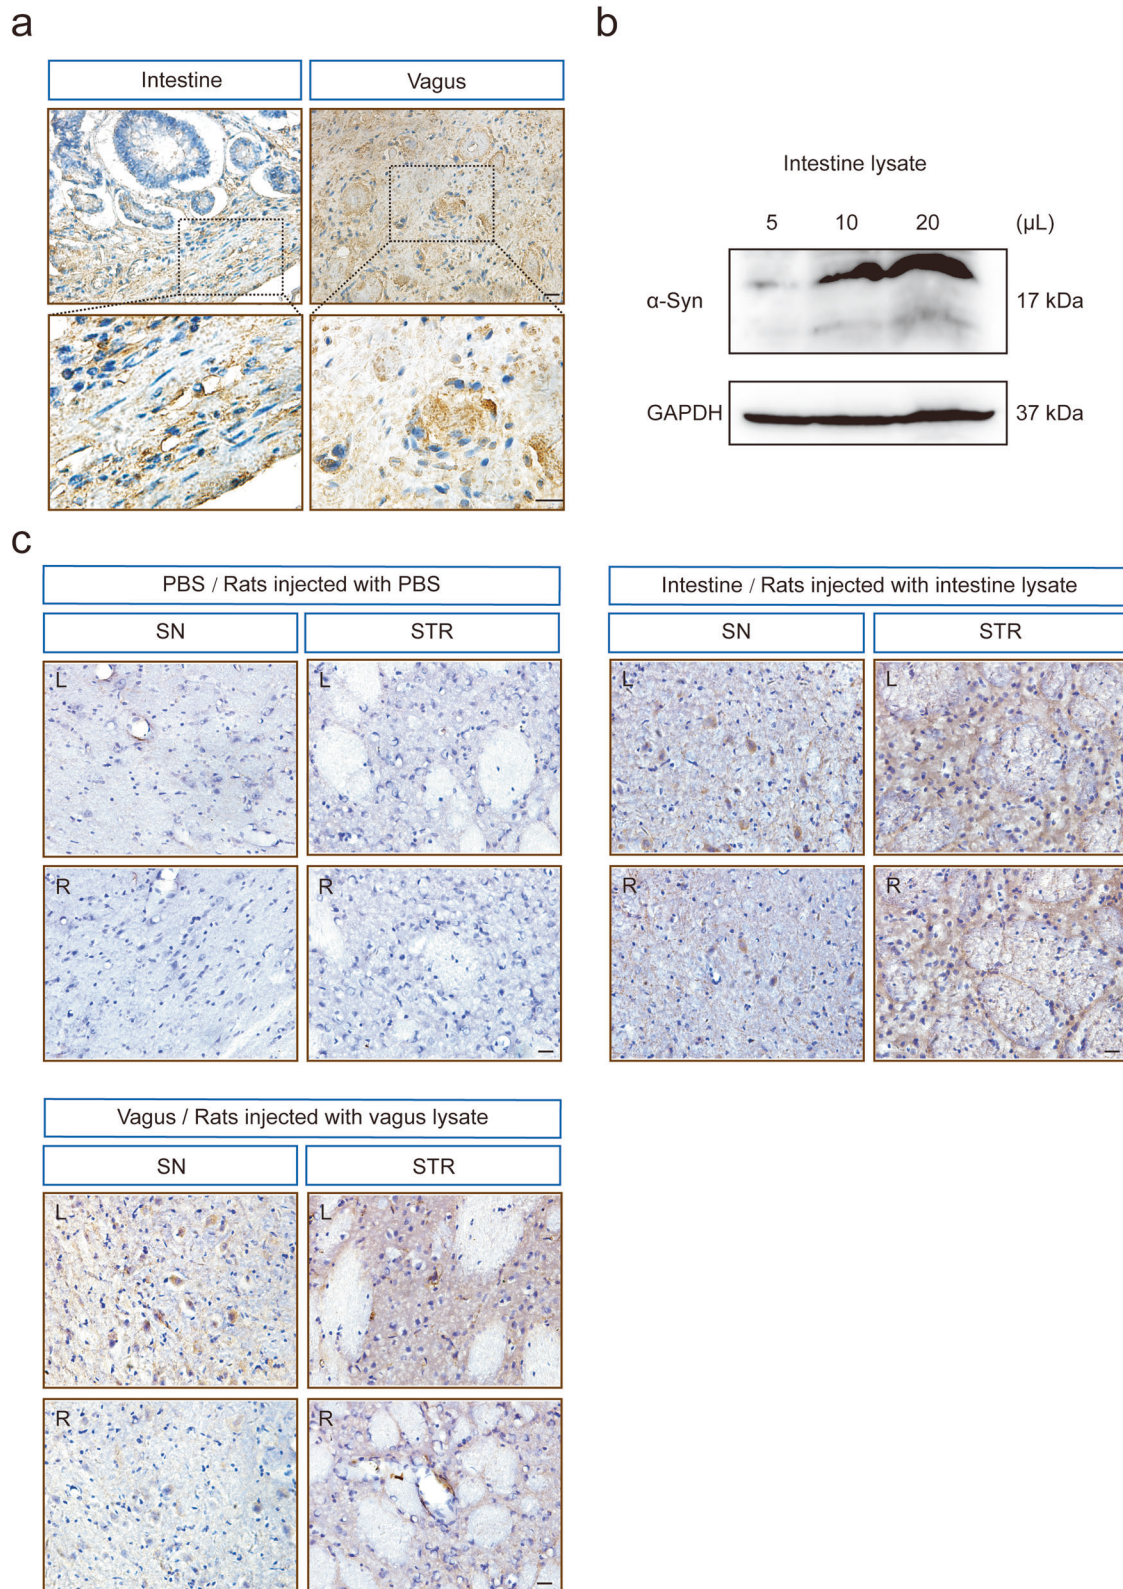 a
Intestine
Vagus
b
Intestine lysate
5 10 20 (μL)
α-Syn
17 kDa
GAPDH
37 kDa
c
PBS / Rats injected with PBS
SN
STR
L
L
R
R
Intestine / Rats injected with intestine lysate
SN
STR
L
L
R
R
Vagus / Rats injected with vagus lysate
SN
STR
L
L
R
R